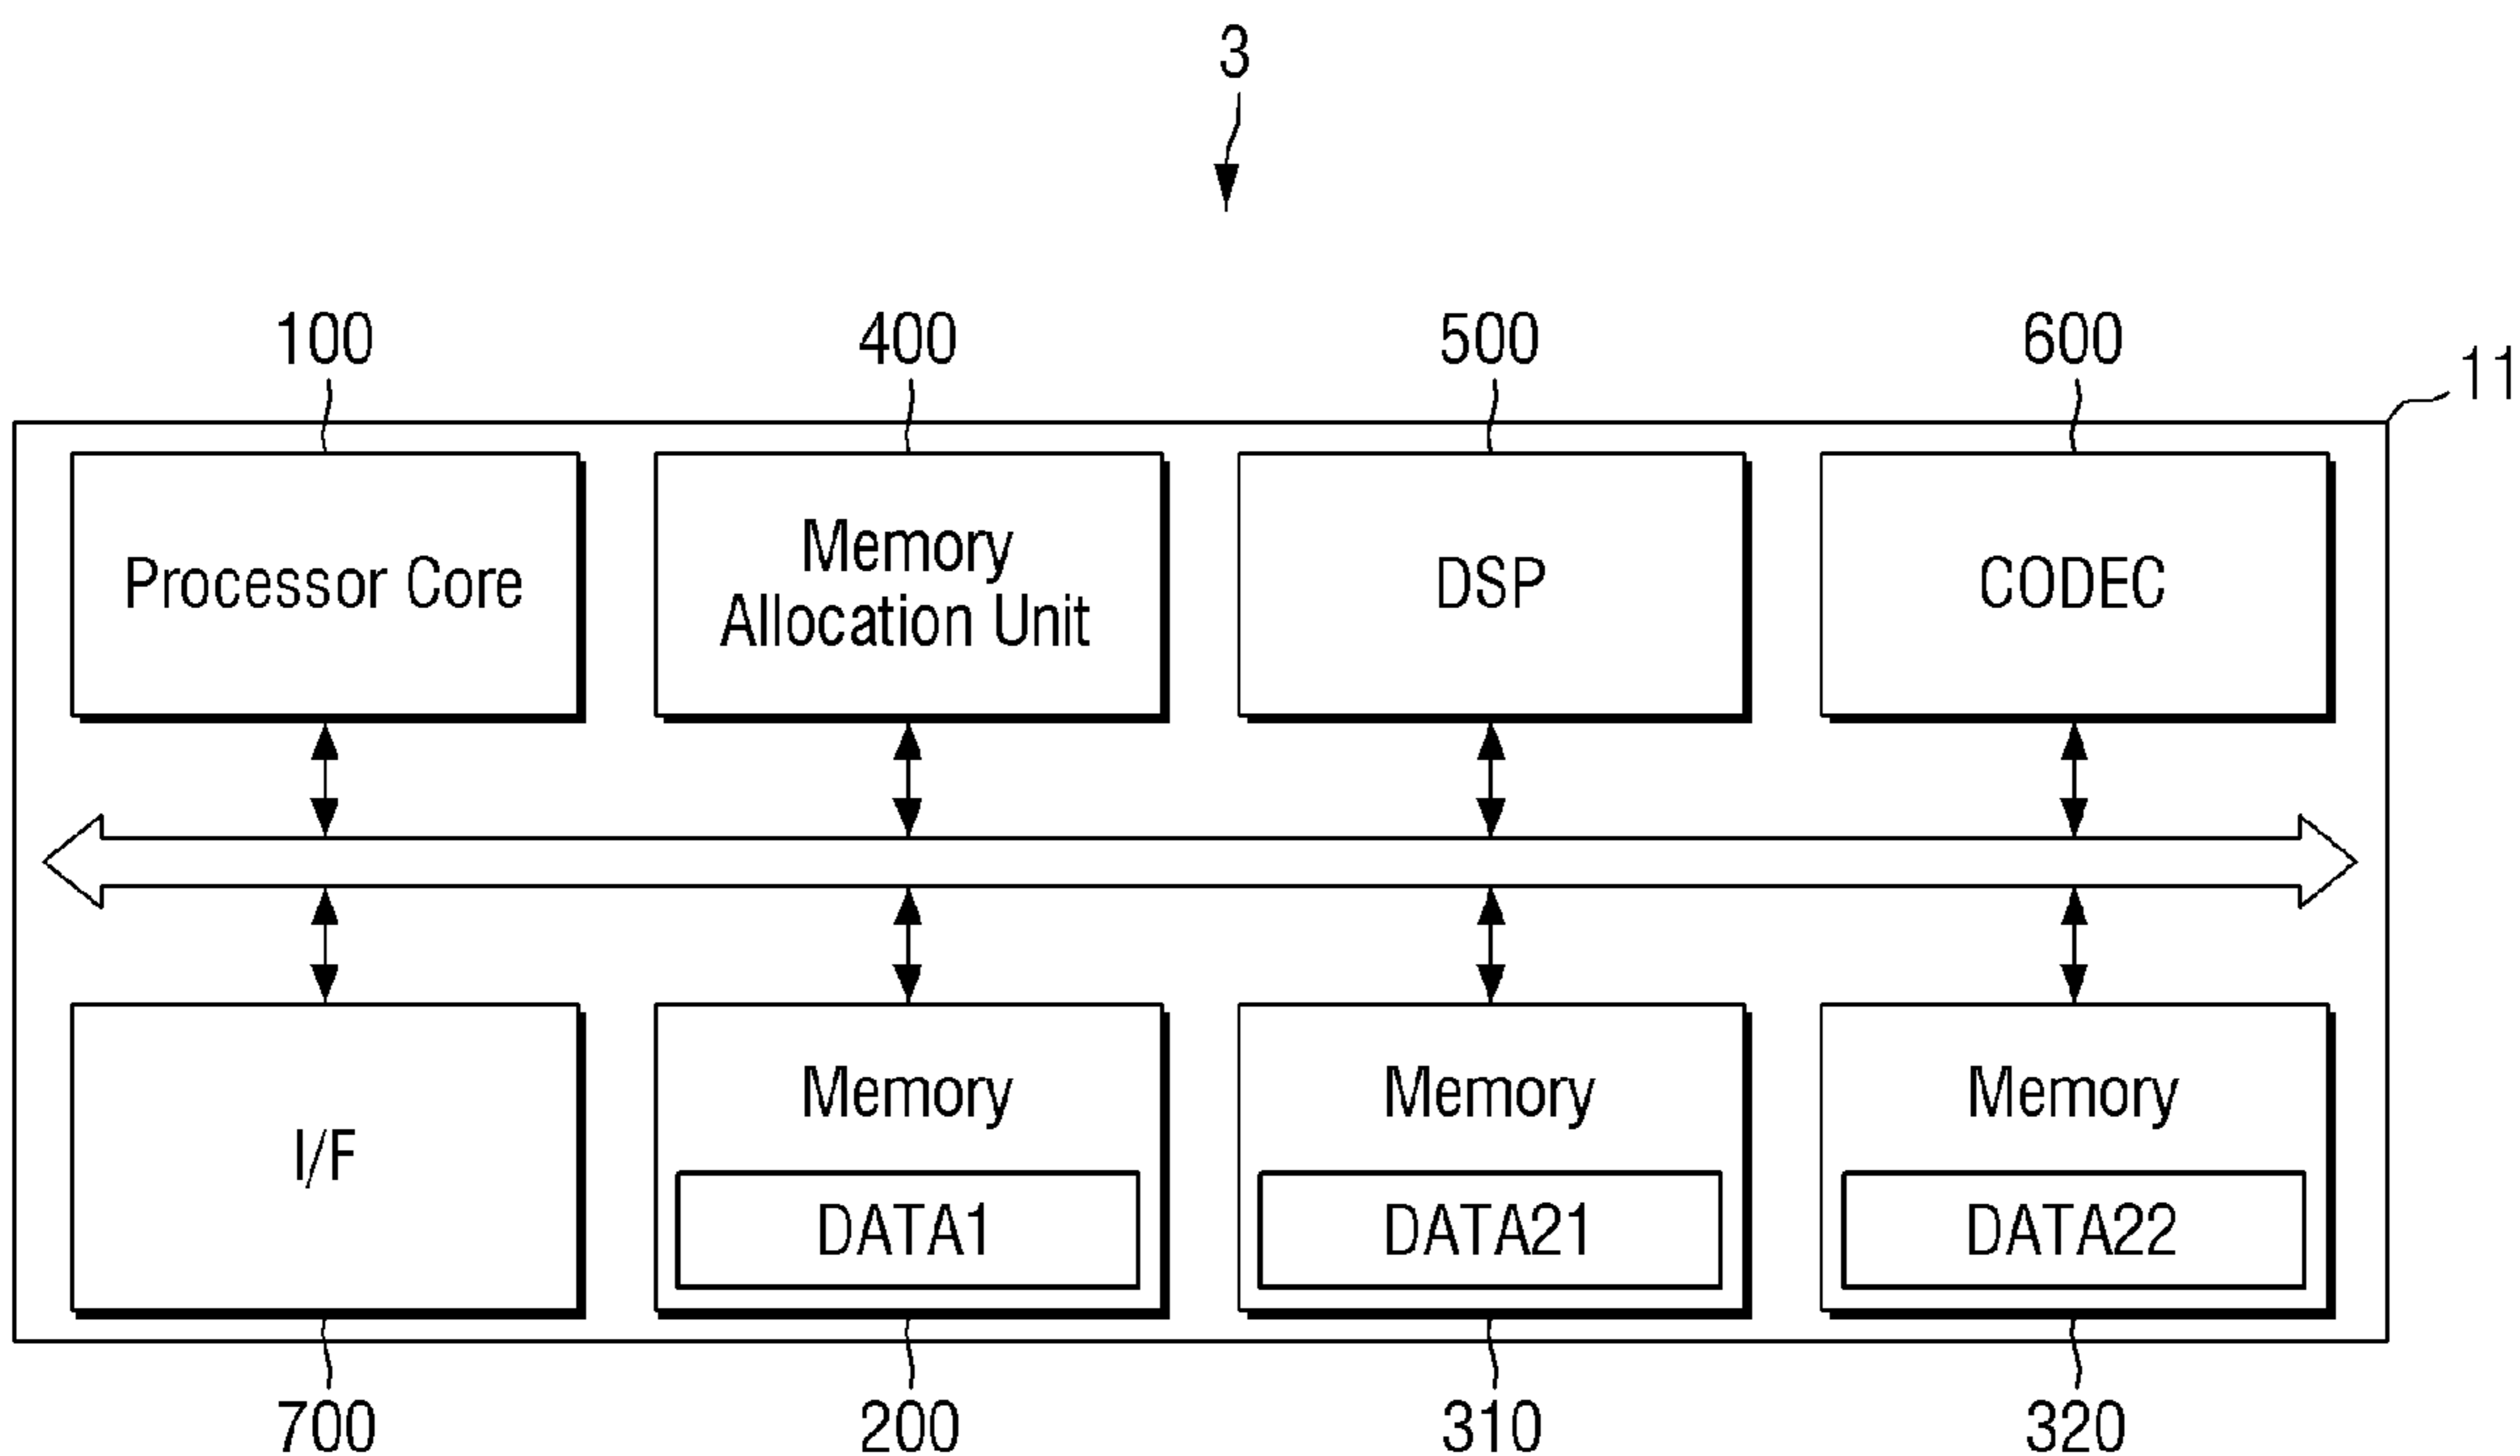 3
100
400
500
600
11
Processor Core
Memory
Allocation Unit
DSP
CODEC
I/F
Memory
DATA1
Memory
DATA21
Memory
DATA22
700
200
310
320